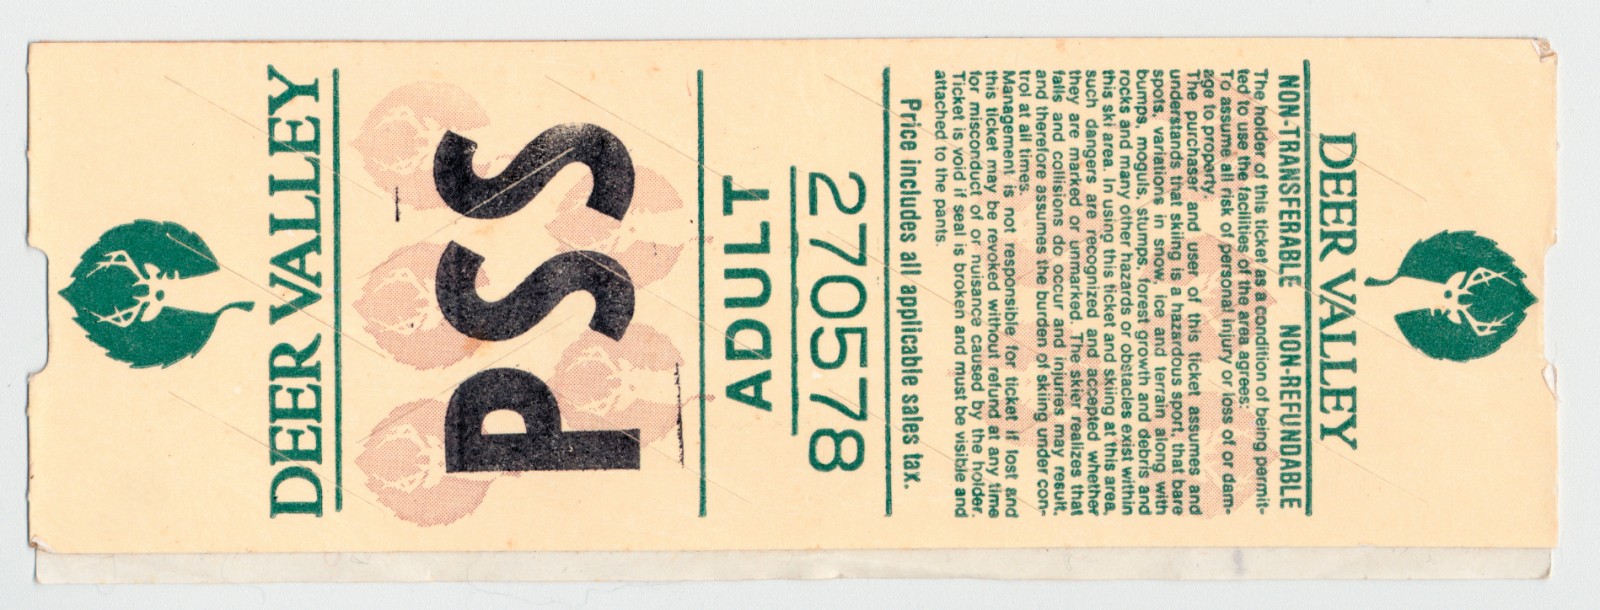 DEER VALLEY
PSS
ADULT
DEER VALLEY
NON-TRANSFERABLE NON-REFUNDABLE
The holder of this ticket as a condition of being permit-
ted to use the facilities of the area agrees:
To assume all risk of personal injury or loss of or dam-
age to property.
The purchaser and user of this ticket assumes and
understands that skiing is a hazardous sport; that bare
spots, variations in snow, ice and terrain along with
bumps, moguls, stumps, forest growth and debris and
rocks and many other hazards or obstacles exist within
this ski area. In using this ticket and skiing at this area,
such dangers are recognized and accepted whether
they are marked or unmarked. The skier realizes that
falls and collisions do occur and injuries may result,
and therefore assumes the burden of skiing under con-
trol at all times.
Management is not responsible for ticket if lost and
this ticket may be revoked without refund at any time
for misconduct of or nuisance caused by the holder.
Ticket is void if seal is broken and must be visible and
attached to the pants.
Price includes all applicable sales tax.
270578